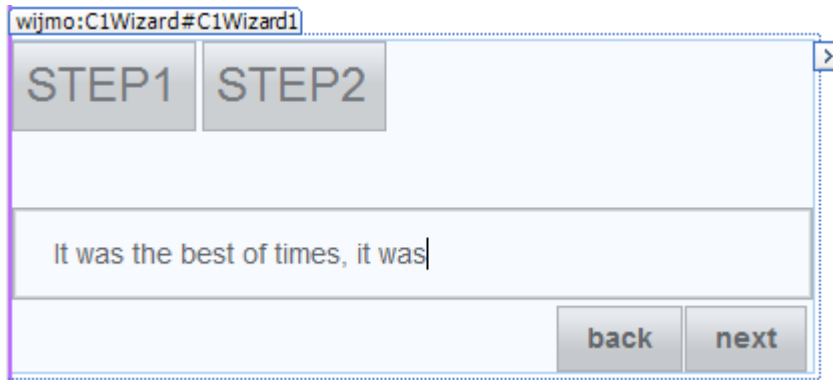 wijmo:C1Wizard#C1Wizard1
STEP1 STEP2
It was the best of times, it was
back next